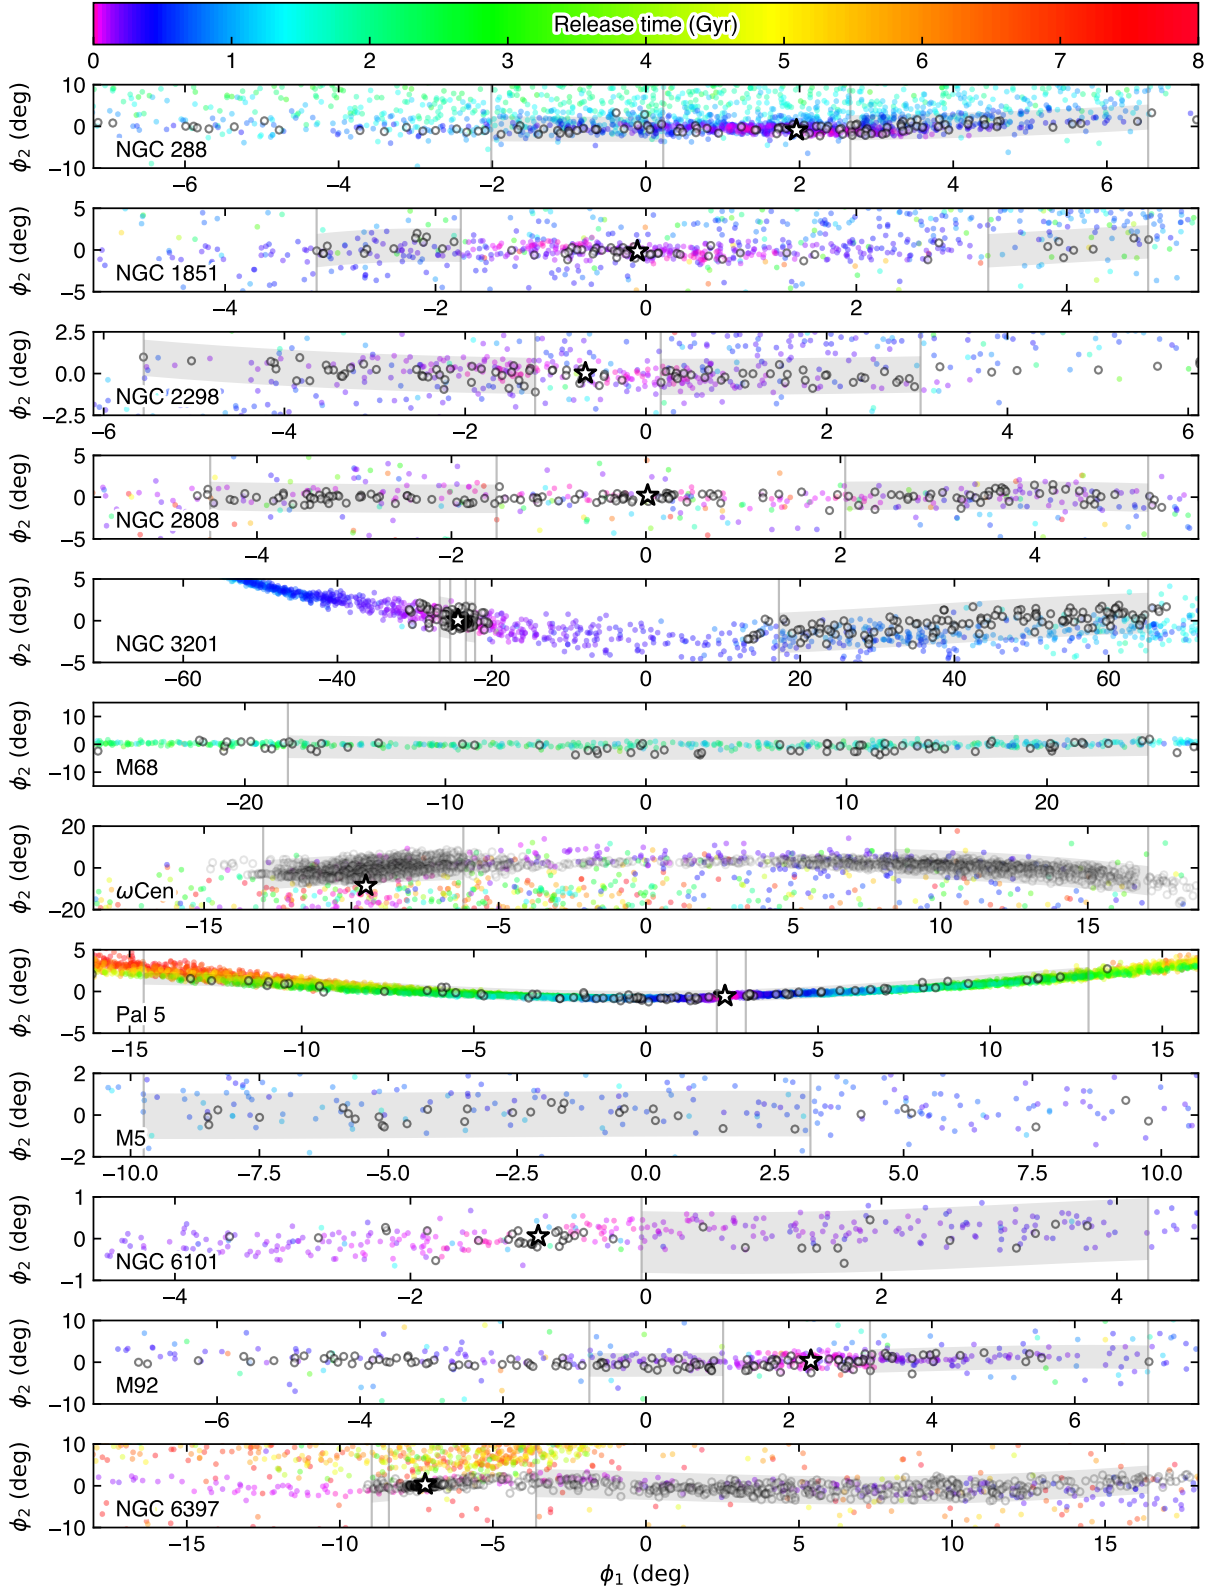 Release time (Gyr)
0 1 2 3 4 5 6 7 8
10
0
−10
ϕ2 (deg)
NGC 288
−6 −4 −2 0 2 4 6
5
0
−5
ϕ2 (deg)
NGC 1851
−4 −2 0 2 4
2.5
0.0
−2.5
ϕ2 (deg)
NGC 2298
−6 −4 −2 0 2 4 6
5
0
−5
ϕ2 (deg)
NGC 2808
−4 −2 0 2 4
5
0
−5
ϕ2 (deg)
NGC 3201
−60 −40 −20 0 20 40 60
10
0
−10
ϕ2 (deg)
M68
−20 −10 0 10 20
20
0
−20
ϕ2 (deg)
ωCen
−15 −10 −5 0 5 10 15
5
0
−5
ϕ2 (deg)
Pal 5
−15 −10 −5 0 5 10 15
2
0
−2
ϕ2 (deg)
M5
−10.0 −7.5 −5.0 −2.5 0.0 2.5 5.0 7.5 10.0
1
0
−1
ϕ2 (deg)
NGC 6101
−4 −2 0 2 4
10
0
−10
ϕ2 (deg)
M92
−6 −4 −2 0 2 4 6
10
0
−10
ϕ2 (deg)
NGC 6397
−15 −10 −5 0 5 10 15
ϕ1 (deg)